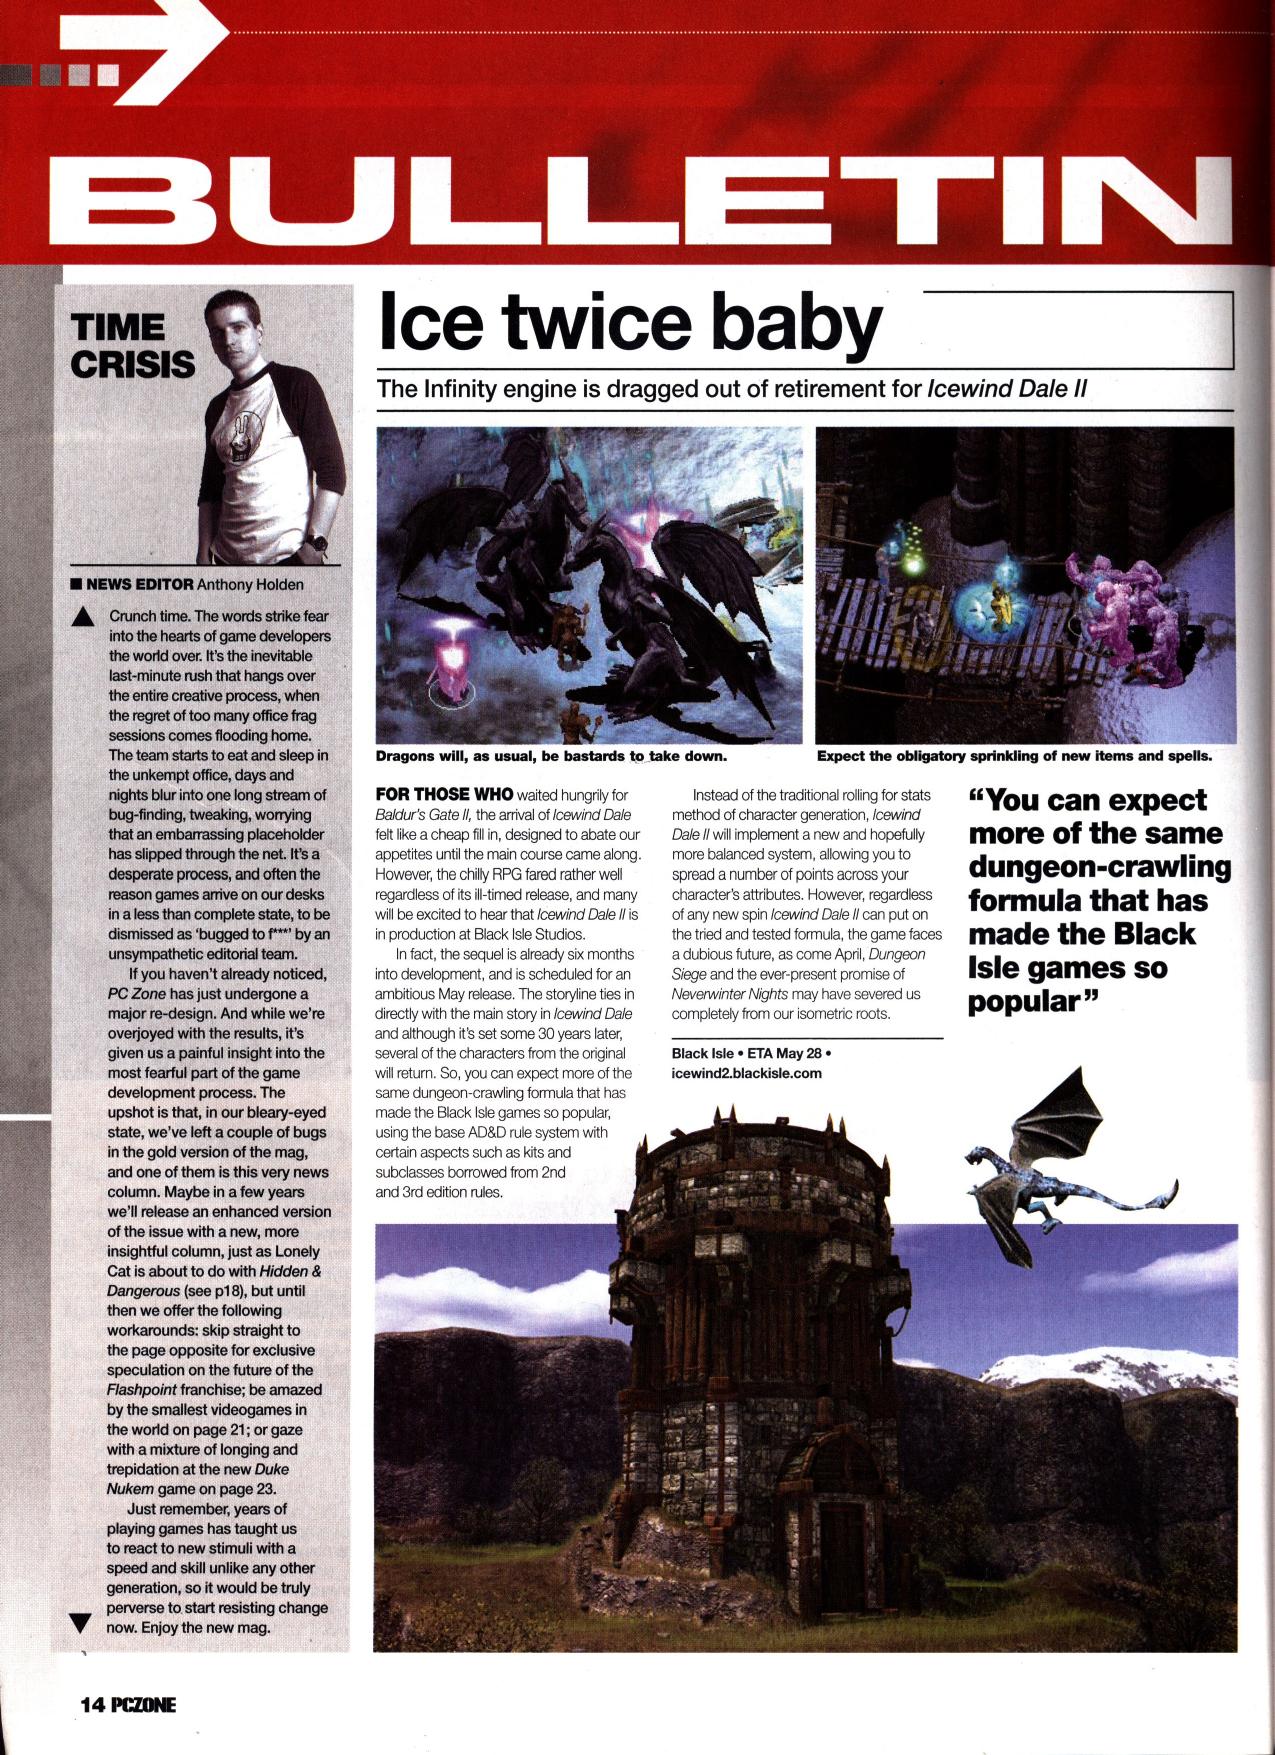 BULLETIN
TIME
CRISIS
■ NEWS EDITOR Anthony Holden
▲ Crunch time. The words strike fear
into the hearts of game developers
the world over. It's the inevitable
last-minute rush that hangs over
the entire creative process, when
the regret of too many office frag
sessions comes flooding home.
The team starts to eat and sleep in
the unkempt office, days and
nights blur into one long stream of
bug-finding, tweaking, worrying
that an embarrassing placeholder
has slipped through the net. It's a
desperate process, and often the
reason games arrive on our desks
in a less than complete state, to be
dismissed as 'bugged to f***' by an
unsympathetic editorial team.
If you haven't already noticed,
PC Zone has just undergone a
major re-design. And while we're
overjoyed with the results, it's
given us a painful insight into the
most fearful part of the game
development process. The
upshot is that, in our bleary-eyed
state, we've left a couple of bugs
in the gold version of the mag,
and one of them is this very news
column. Maybe in a few years
we'll release an enhanced version
of the issue with a new, more
insightful column, just as Lonely
Cat is about to do with Hidden &
Dangerous (see p18), but until
then we offer the following
workarounds: skip straight to
the page opposite for exclusive
speculation on the future of the
Flashpoint franchise; be amazed
by the smallest videogames in
the world on page 21; or gaze
with a mixture of longing and
trepidation at the new Duke
Nukem game on page 23.
Just remember, years of
playing games has taught us
to react to new stimuli with a
speed and skill unlike any other
generation, so it would be truly
perverse to start resisting change
▼ now. Enjoy the new mag.
Ice twice baby
The Infinity engine is dragged out of retirement for Icewind Dale II
Dragons will, as usual, be bastards to take down.
Expect the obligatory sprinkling of new items and spells.
FOR THOSE WHO waited hungrily for
Baldur's Gate II, the arrival of Icewind Dale
felt like a cheap fill in, designed to abate our
appetites until the main course came along.
However, the chilly RPG fared rather well
regardless of its ill-timed release, and many
will be excited to hear that Icewind Dale II is
in production at Black Isle Studios.
In fact, the sequel is already six months
into development, and is scheduled for an
ambitious May release. The storyline ties in
directly with the main story in Icewind Dale
and although it's set some 30 years later,
several of the characters from the original
will return. So, you can expect more of the
same dungeon-crawling formula that has
made the Black Isle games so popular,
using the base AD&D rule system with
certain aspects such as kits and
subclasses borrowed from 2nd
and 3rd edition rules.
Instead of the traditional rolling for stats
method of character generation, Icewind
Dale II will implement a new and hopefully
more balanced system, allowing you to
spread a number of points across your
character's attributes. However, regardless
of any new spin Icewind Dale II can put on
the tried and tested formula, the game faces
a dubious future, as come April, Dungeon
Siege and the ever-present promise of
Neverwinter Nights may have severed us
completely from our isometric roots.
Black Isle • ETA May 28 •
icewind2.blackisle.com
“You can expect
more of the same
dungeon-crawling
formula that has
made the Black
Isle games so
popular”
14 PCZONE